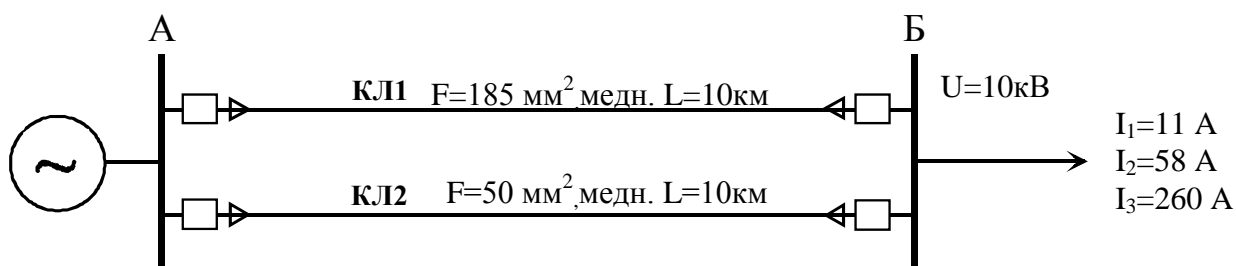 А
Б
КЛ1 F=185 мм²,медн. L=10км
U=10кВ
I₁=11 А
I₂=58 А
I₃=260 А
~
КЛ2 F=50 мм²,медн. L=10км